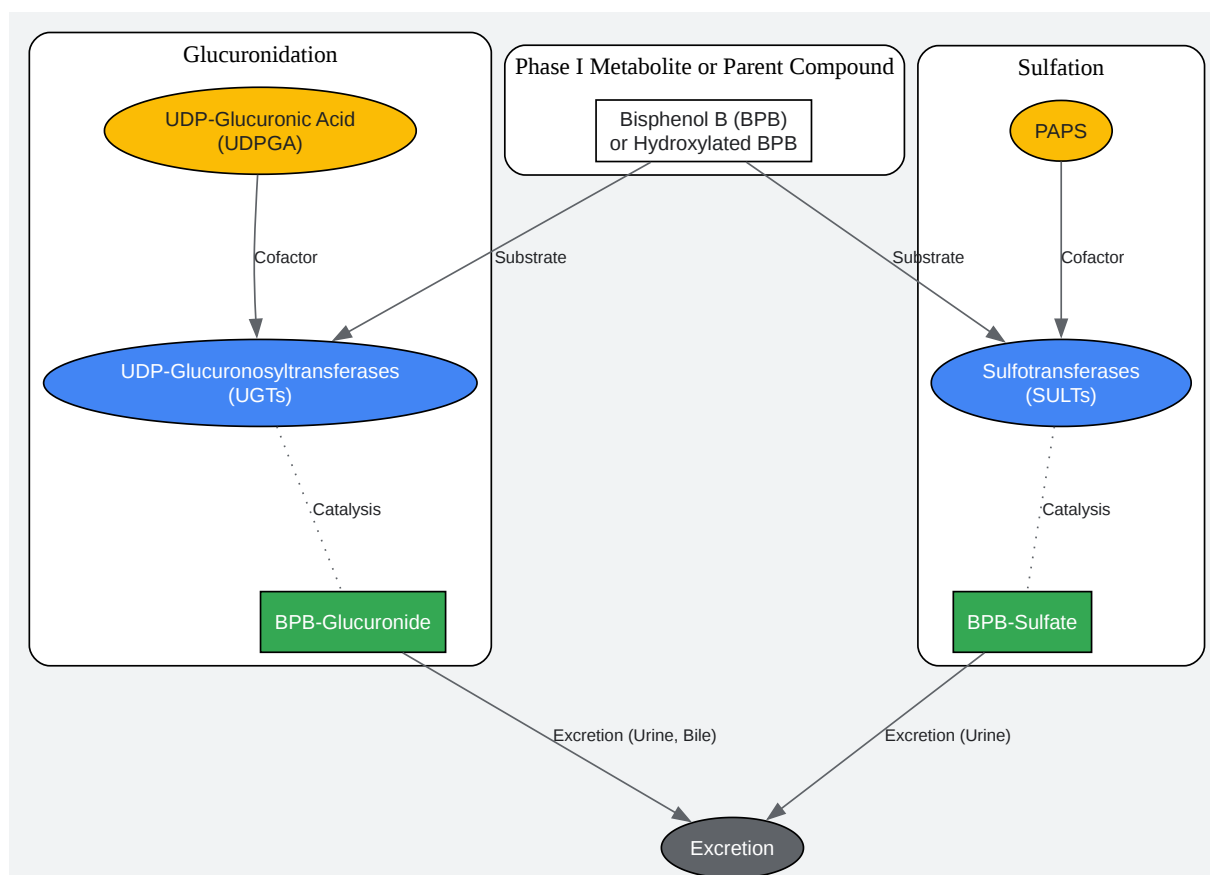 Glucuronidation
Phase I Metabolite or Parent Compound
Sulfation
UDP-Glucuronic Acid
(UDPGA)
Bisphenol B (BPB)
or Hydroxylated BPB
PAPS
Cofactor
Substrate
Substrate
Cofactor
UDP-Glucuronosyltransferases
(UGTs)
Sulfotransferases
(SULTs)
Catalysis
Catalysis
BPB-Glucuronide
BPB-Sulfate
Excretion (Urine, Bile)
Excretion (Urine)
Excretion